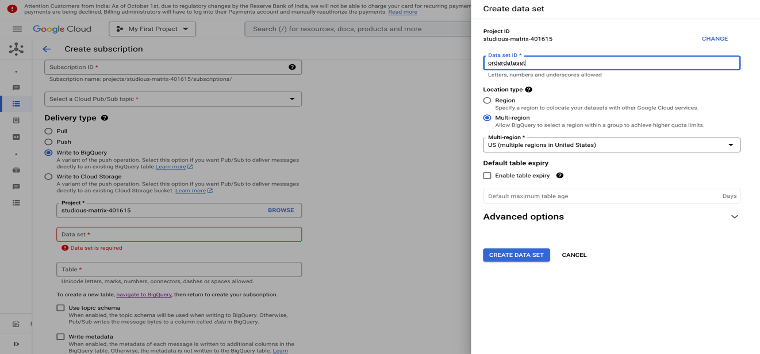 Attention Customers from India: As of October 1st, due to regulatory changes by the Reserve Bank of India, we will not be able to charge your card for recurring payments
payments are being declined. Billing administrators will have to log into their Payments account and manually reauthorize the payments. Read more
Google Cloud
My First Project
Search (/) for resources, docs, products, and more
Create subscription
Subscription ID *
Subscription name: projects/studious-matrix-401615/subscriptions/
Select a Cloud Pub/Sub topic *
Delivery type
Pull
Push
Write to BigQuery
A variant of the push operation. Select this option if you want Pub/Sub to deliver messages
directly to an existing BigQuery table Learn more
Write to Cloud Storage
A variant of the push operation. Select this option if you want Pub/Sub to deliver messages
directly to an existing Cloud Storage bucket. Learn more
Project *
studious-matrix-401615
BROWSE
Data set *
Data set is required
Table *
Unicode letters, marks, numbers, connectors, dashes or spaces allowed.
To create a new table, navigate to BigQuery, then return to create your subscription.
Use topic schema
When enabled, the topic schema will be used when writing to BigQuery. Otherwise,
Pub/Sub writes the message bytes to a column called data in BigQuery.
Write metadata
When enabled, the metadata of each message is written to additional columns in the
BigQuery table. Otherwise, the metadata is not written to the BigQuery table. Learn
Create data set
Project ID
studious-matrix-401615
CHANGE
Data set ID *
orderdataset
Letters, numbers and underscores allowed
Location type
Region
Specify a region to colocate your datasets with other Google Cloud services.
Multi-region
Allow BigQuery to select a region within a group to achieve higher quota limits.
Multi-region *
US (multiple regions in United States)
Default table expiry
Enable table expiry
Default maximum table age
Days
Advanced options
CREATE DATA SET
CANCEL